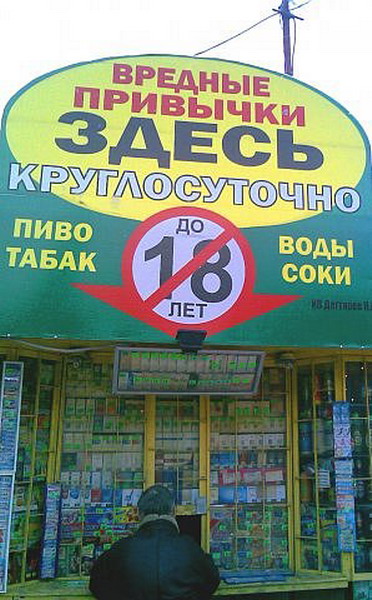 ВРЕДНЫЕ
ПРИВЫЧКИ
ЗДЕСЬ
КРУГЛОСУТОЧНО
ПИВО
ТАБАК
ДО
18
ЛЕТ
ВОДЫ
СОКИ